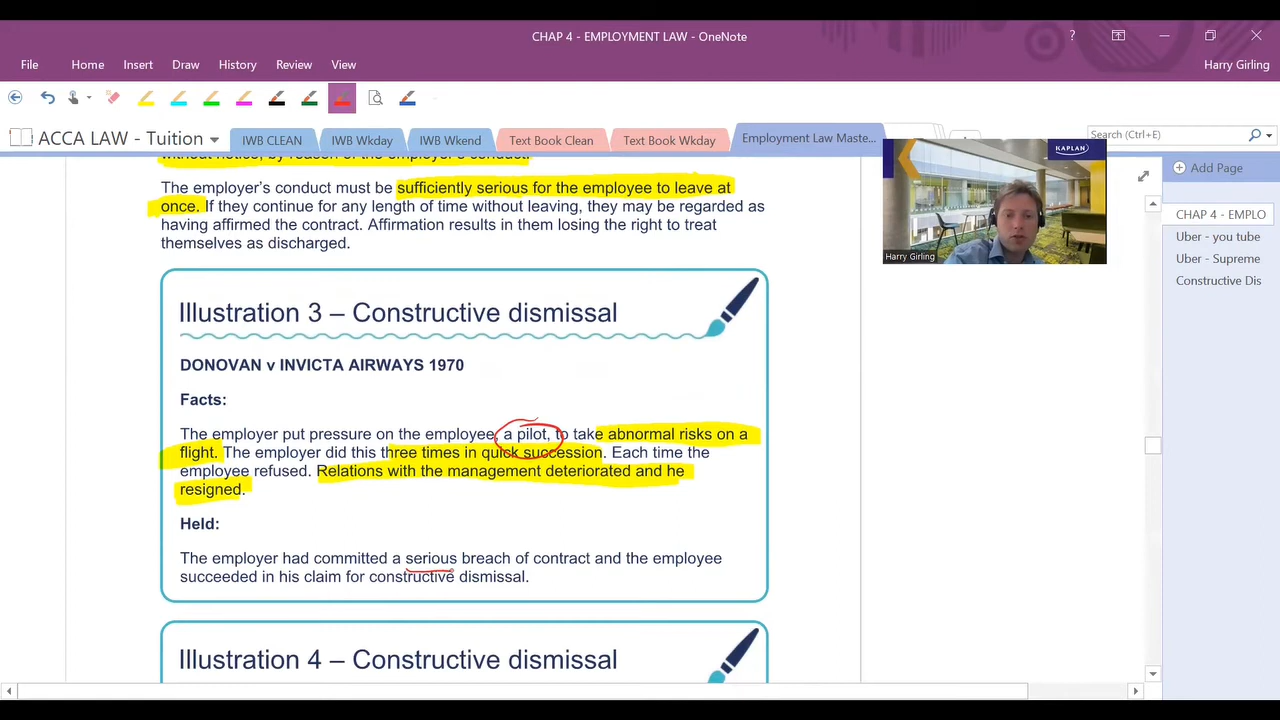 CHAP 4 - EMPLOYMENT LAW - OneNote
?
File Home Insert Draw History Review View
Harry Girling
ACCA LAW - Tuition
IWB CLEAN
IWB Wkday
IWB Wkend
Text Book Clean
Text Book Wkday
Employment Law Maste...
Search (Ctrl+E)
KAPLAN
Harry Girling
Add Page
CHAP 4 - EMPLO
Uber - you tube
Uber - Supreme
Constructive Dis
without notice, by reason of the employer's conduct.
The employer's conduct must be sufficiently serious for the employee to leave at
once. If they continue for any length of time without leaving, they may be regarded as
having affirmed the contract. Affirmation results in them losing the right to treat
themselves as discharged.
Illustration 3 – Constructive dismissal
DONOVAN v INVICTA AIRWAYS 1970
Facts:
The employer put pressure on the employee, a pilot, to take abnormal risks on a
flight. The employer did this three times in quick succession. Each time the
employee refused. Relations with the management deteriorated and he
resigned.
Held:
The employer had committed a serious breach of contract and the employee
succeeded in his claim for constructive dismissal.
Illustration 4 – Constructive dismissal